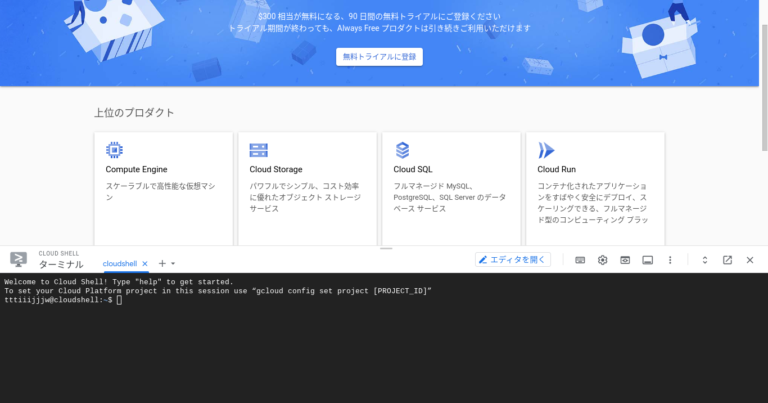 $300 相当が無料になる、90 日間の無料トライアルにご登録ください
トライアル期間が終わっても、Always Free プロダクトは引き続きご利用いただけます
無料トライアルに登録
上位のプロダクト
Compute Engine
スケーラブルで高性能な仮想マシ
ン
Cloud Storage
パワフルでシンプル、コスト効率
に優れたオブジェクト ストレージ
サービス
Cloud SQL
フルマネージド MySQL、
PostgreSQL、SQL Server のデータ
ベース サービス
Cloud Run
コンテナ化されたアプリケーショ
ンをすばやく安全にデプロイ、ス
ケーリングできる、フルマネージ
ド型のコンピューティング プラッ
CLOUD SHELL
ターミナル
cloudshell
エディタを開く
Welcome to Cloud Shell! Type "help" to get started.
To set your Cloud Platform project in this session use “gcloud config set project [PROJECT_ID]”
tttiiijjjw@cloudshell:~$